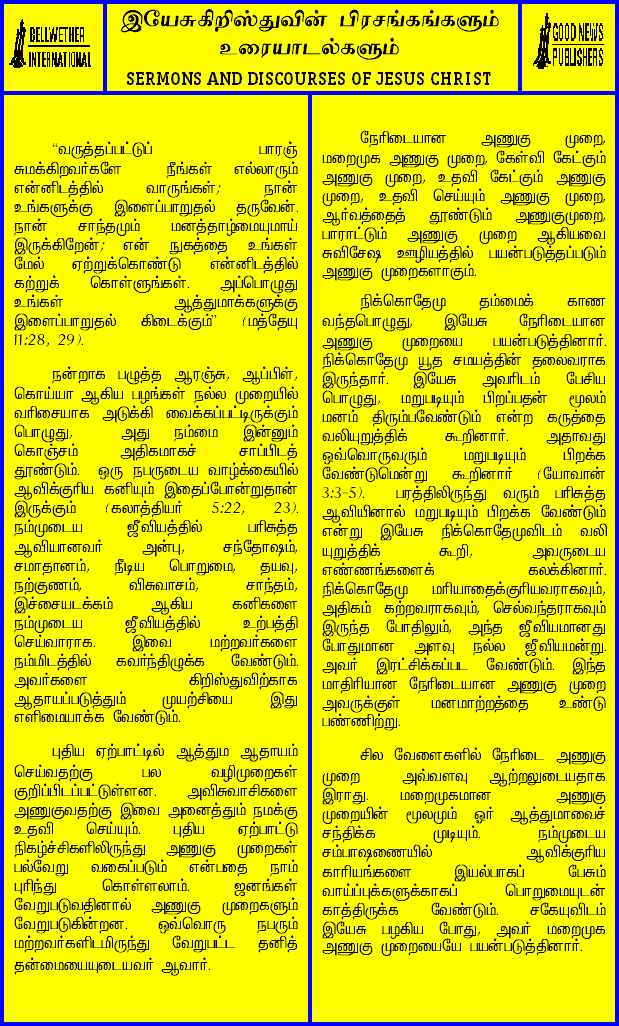 BELLWETHER
INTERNATIONAL
இயேசுகிறிஸ்துவின் பிரசங்கங்களும்
உரையாடல்களும்
SERMONS AND DISCOURSES OF JESUS CHRIST
GOOD NEWS
PUBLISHERS
“வருத்தப்பட்டுப் பாரஞ்
சுமக்கிறவர்களே நீங்கள் எல்லாரும்
என்னிடத்தில் வாருங்கள்; நான்
உங்களுக்கு இளைப்பாறுதல் தருவேன்.
நான் சாந்தமும் மனத்தாழ்மையுமாய்
இருக்கிறேன்; என் நுகத்தை உங்கள்
மேல் ஏற்றுக்கொண்டு என்னிடத்தில்
கற்றுக் கொள்ளுங்கள். அப்பொழுது
உங்கள் ஆத்துமாக்களுக்கு
இளைப்பாறுதல் கிடைக்கும்” (மத்தேயு
11:28, 29).
நன்றாக பழுத்த ஆரஞ்சு, ஆப்பிள்,
கொய்யா ஆகிய பழங்கள் நல்ல முறையில்
வரிசையாக அடுக்கி வைக்கப்பட்டிருக்கும்
பொழுது, அது நம்மை இன்னும்
கொஞ்சம் அதிகமாகச் சாப்பிடத்
தூண்டும். ஒரு நபருடைய வாழ்க்கையில்
ஆவிக்குரிய கனியும் இதைப்போன்றுதான்
இருக்கும் (கலாத்தியர் 5:22, 23).
நம்முடைய ஜீவியத்தில் பரிசுத்த
ஆவியானவர் அன்பு, சந்தோஷம்,
சமாதானம், நீடிய பொறுமை, தயவு,
நற்குணம், விசுவாசம், சாந்தம்,
இச்சையடக்கம் ஆகிய கனிகளை
நம்முடைய ஜீவியத்தில் உற்பத்தி
செய்வாராக. இவை மற்றவர்களை
நம்மிடத்தில் கவர்ந்திழுக்க வேண்டும்.
அவர்களை கிறிஸ்துவிற்காக
ஆதாயப்படுத்தும் முயற்சியை இது
எளிமையாக்க வேண்டும்.
புதிய ஏற்பாட்டில் ஆத்தும ஆதாயம்
செய்வதற்கு பல வழிமுறைகள்
குறிப்பிடப்பட்டுள்ளன. அவிசுவாசிகளை
அணுகுவதற்கு இவை அனைத்தும் நமக்கு
உதவி செய்யும். புதிய ஏற்பாட்டு
நிகழ்ச்சிகளிலிருந்து அணுகு முறைகள்
பல்வேறு வகைப்படும் என்பதை நாம்
புரிந்து கொள்ளலாம். ஜனங்கள்
வேறுபடுவதினால் அணுகு முறைகளும்
வேறுபடுகின்றன. ஒவ்வொரு நபரும்
மற்றவர்களிடமிருந்து வேறுபட்ட தனித்
தன்மையையுடையவர் ஆவார்.
நேரிடையான அணுகு முறை,
மறைமுக அணுகு முறை, கேள்வி கேட்கும்
அணுகு முறை, உதவி கேட்கும் அணுகு
முறை, உதவி செய்யும் அணுகு முறை,
ஆர்வத்தைத் தூண்டும் அணுகுமுறை,
பாராட்டும் அணுகு முறை ஆகியவை
சுவிசேஷ ஊழியத்தில் பயன்படுத்தப்படும்
அணுகு முறைகளாகும்.
நிக்கொதேமு தம்மைக் காண
வந்தபொழுது, இயேசு நேரிடையான
அணுகு முறையை பயன்படுத்தினார்.
நிக்கொதேமு யூத சமயத்தின் தலைவராக
இருந்தார். இயேசு அவரிடம் பேசிய
பொழுது, மறுபடியும் பிறப்பதன் மூலம்
மனம் திரும்பவேண்டும் என்ற கருத்தை
வலியுறுத்திக் கூறினார். அதாவது
ஒவ்வொருவரும் மறுபடியும் பிறக்க
வேண்டுமென்று கூறினார் (யோவான்
3:3-5). பரத்திலிருந்து வரும் பரிசுத்த
ஆவியினால் மறுபடியும் பிறக்க வேண்டும்
என்று இயேசு நிக்கொதேமுவிடம் வலி
யுறுத்திக் கூறி, அவருடைய
எண்ணங்களைக் கலக்கினார்.
நிக்கொதேமு மரியாதைக்குரியவராகவும்,
அதிகம் கற்றவராகவும், செல்வந்தராகவும்
இருந்த போதிலும், அந்த ஜீவியமானது
போதுமான அளவு நல்ல ஜீவியமன்று.
அவர் இரட்சிக்கப்பட வேண்டும். இந்த
மாதிரியான நேரிடையான அணுகு முறை
அவருக்குள் மனமாற்றத்தை உண்டு
பண்ணிற்று.
சில வேளைகளில் நேரிடை அணுகு
முறை அவ்வளவு ஆற்றலுடையதாக
இராது. மறைமுகமான அணுகு
முறையின் மூலமும் ஓர் ஆத்துமாவைச்
சந்திக்க முடியும். நம்முடைய
சம்பாஷணையில் ஆவிக்குரிய
காரியங்களை இயல்பாகப் பேசும்
வாய்ப்புக்களுக்காகப் பொறுமையுடன்
காத்திருக்க வேண்டும். சகேயுவிடம்
இயேசு பழகிய போது, அவர் மறைமுக
அணுகு முறையையே பயன்படுத்தினார்.